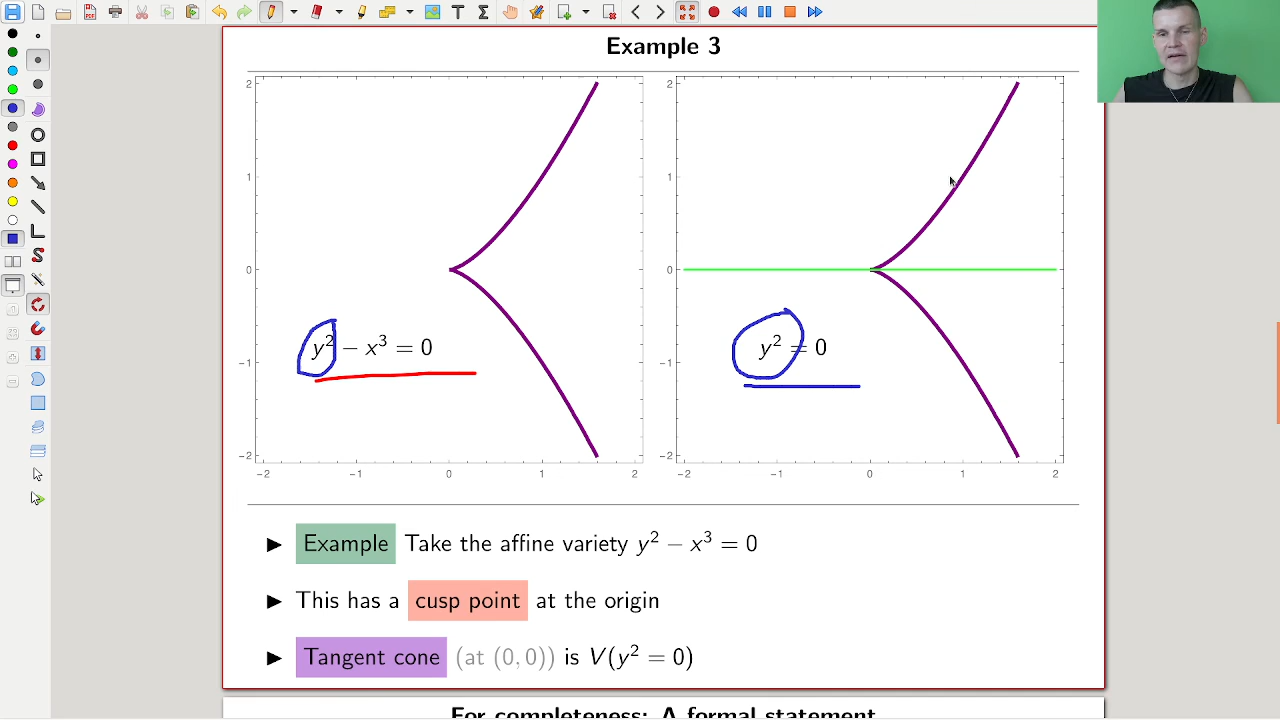 Example 3
2
1
0
−1
−2
−2
−1
0
1
2
y² − x³ = 0
2
1
0
−1
−2
−2
−1
0
1
2
y² = 0
► Example Take the affine variety y² − x³ = 0
► This has a cusp point at the origin
► Tangent cone (at (0, 0)) is V(y² = 0)
For completeness: A formal statement